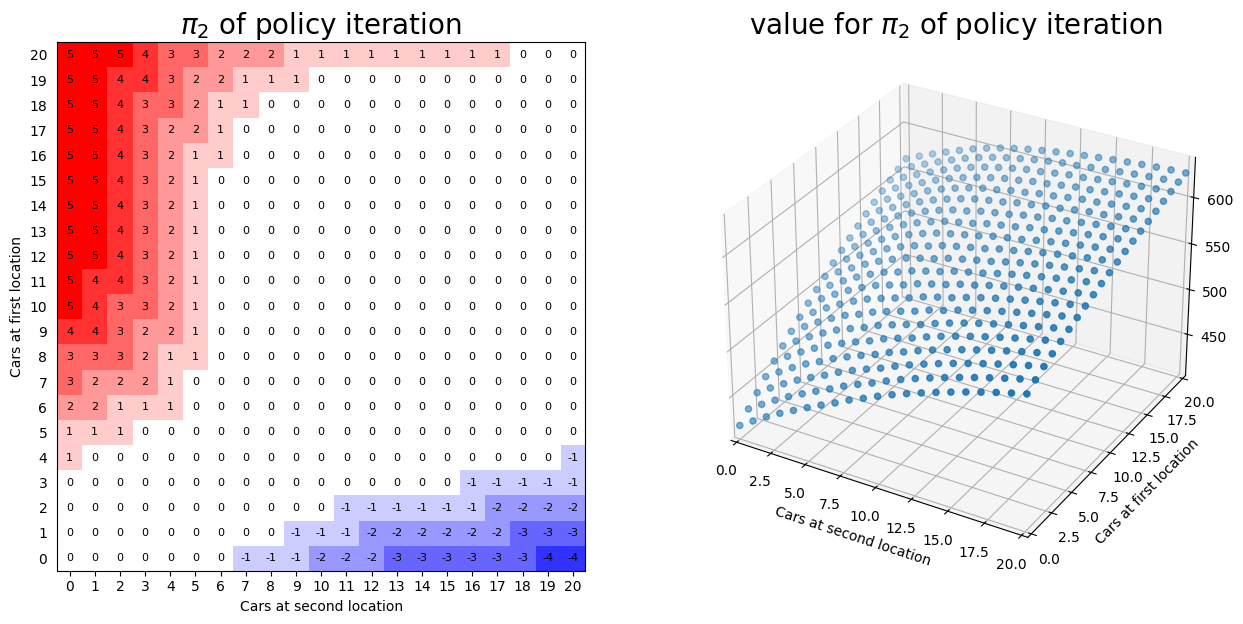 π2 of policy iteration
20 5 5 5 4 3 3 2 2 2 1 1 1 1 1 1 1 1 1 0 0 0
19 5 5 4 4 3 2 2 1 1 1 0 0 0 0 0 0 0 0 0 0 0
18 5 5 4 3 3 2 1 1 0 0 0 0 0 0 0 0 0 0 0 0 0
17 5 5 4 3 2 2 1 0 0 0 0 0 0 0 0 0 0 0 0 0 0
16 5 5 4 3 2 1 1 0 0 0 0 0 0 0 0 0 0 0 0 0 0
15 5 5 4 3 2 1 0 0 0 0 0 0 0 0 0 0 0 0 0 0 0
14 5 5 4 3 2 1 0 0 0 0 0 0 0 0 0 0 0 0 0 0 0
13 5 5 4 3 2 1 0 0 0 0 0 0 0 0 0 0 0 0 0 0 0
12 5 5 4 3 2 1 0 0 0 0 0 0 0 0 0 0 0 0 0 0 0
11 5 4 4 3 2 1 0 0 0 0 0 0 0 0 0 0 0 0 0 0 0
10 5 4 3 3 2 1 0 0 0 0 0 0 0 0 0 0 0 0 0 0 0
9 4 4 3 2 2 1 0 0 0 0 0 0 0 0 0 0 0 0 0 0 0
8 3 3 3 2 1 1 0 0 0 0 0 0 0 0 0 0 0 0 0 0 0
7 3 2 2 2 1 0 0 0 0 0 0 0 0 0 0 0 0 0 0 0 0
6 2 2 1 1 1 0 0 0 0 0 0 0 0 0 0 0 0 0 0 0 0
5 1 1 1 0 0 0 0 0 0 0 0 0 0 0 0 0 0 0 0 0 0
4 1 0 0 0 0 0 0 0 0 0 0 0 0 0 0 0 0 0 0 0 -1
3 0 0 0 0 0 0 0 0 0 0 0 0 0 0 0 0 -1 -1 -1 -1 -1
2 0 0 0 0 0 0 0 0 0 0 0 -1 -1 -1 -1 -1 -1 -2 -2 -2 -2
1 0 0 0 0 0 0 0 0 0 -1 -1 -1 -2 -2 -2 -2 -2 -2 -3 -3 -3
0 0 0 0 0 0 0 0 -1 -1 -1 -2 -2 -2 -3 -3 -3 -3 -3 -3 -4 -4
0 1 2 3 4 5 6 7 8 9 10 11 12 13 14 15 16 17 18 19 20
Cars at second location
Cars at first location
value for π2 of policy iteration
600
550
500
450
0.0 2.5 5.0 7.5 10.0 12.5 15.0 17.5 20.0
Cars at second location
0.0 2.5 5.0 7.5 10.0 12.5 15.0 17.5 20.0
Cars at first location